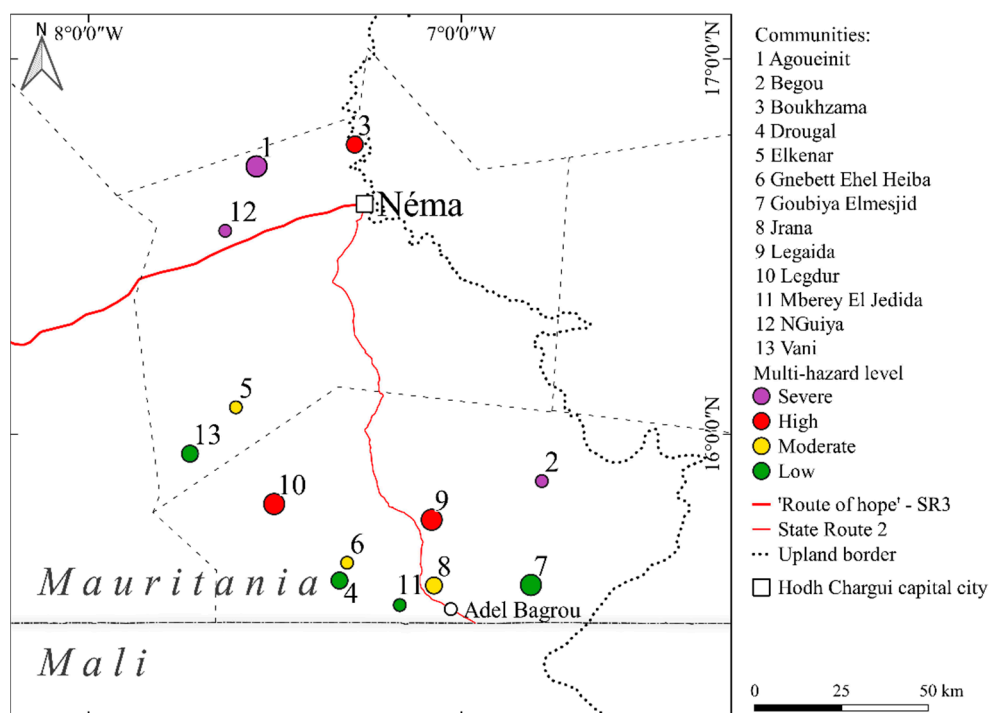 N
8°0'0"W
7°0'0"W
17°0'0"N
3
1
Néma
12
5
16°0'0"N
13
2
10
9
6
Mauritania
4
11
8
7
Adel Bagrou
Mali
Communities:
1 Agoueinit
2 Begou
3 Boukhzama
4 Drougal
5 Elkenar
6 Gnebett Ehel Heiba
7 Goubiya Elmesjid
8 Jrana
9 Legaida
10 Legdur
11 Mberey El Jedida
12 NGuiya
13 Vani
Multi-hazard level
Severe
High
Moderate
Low
'Route of hope' - SR3
State Route 2
Upland border
Hodh Chargui capital city
0 25 50 km